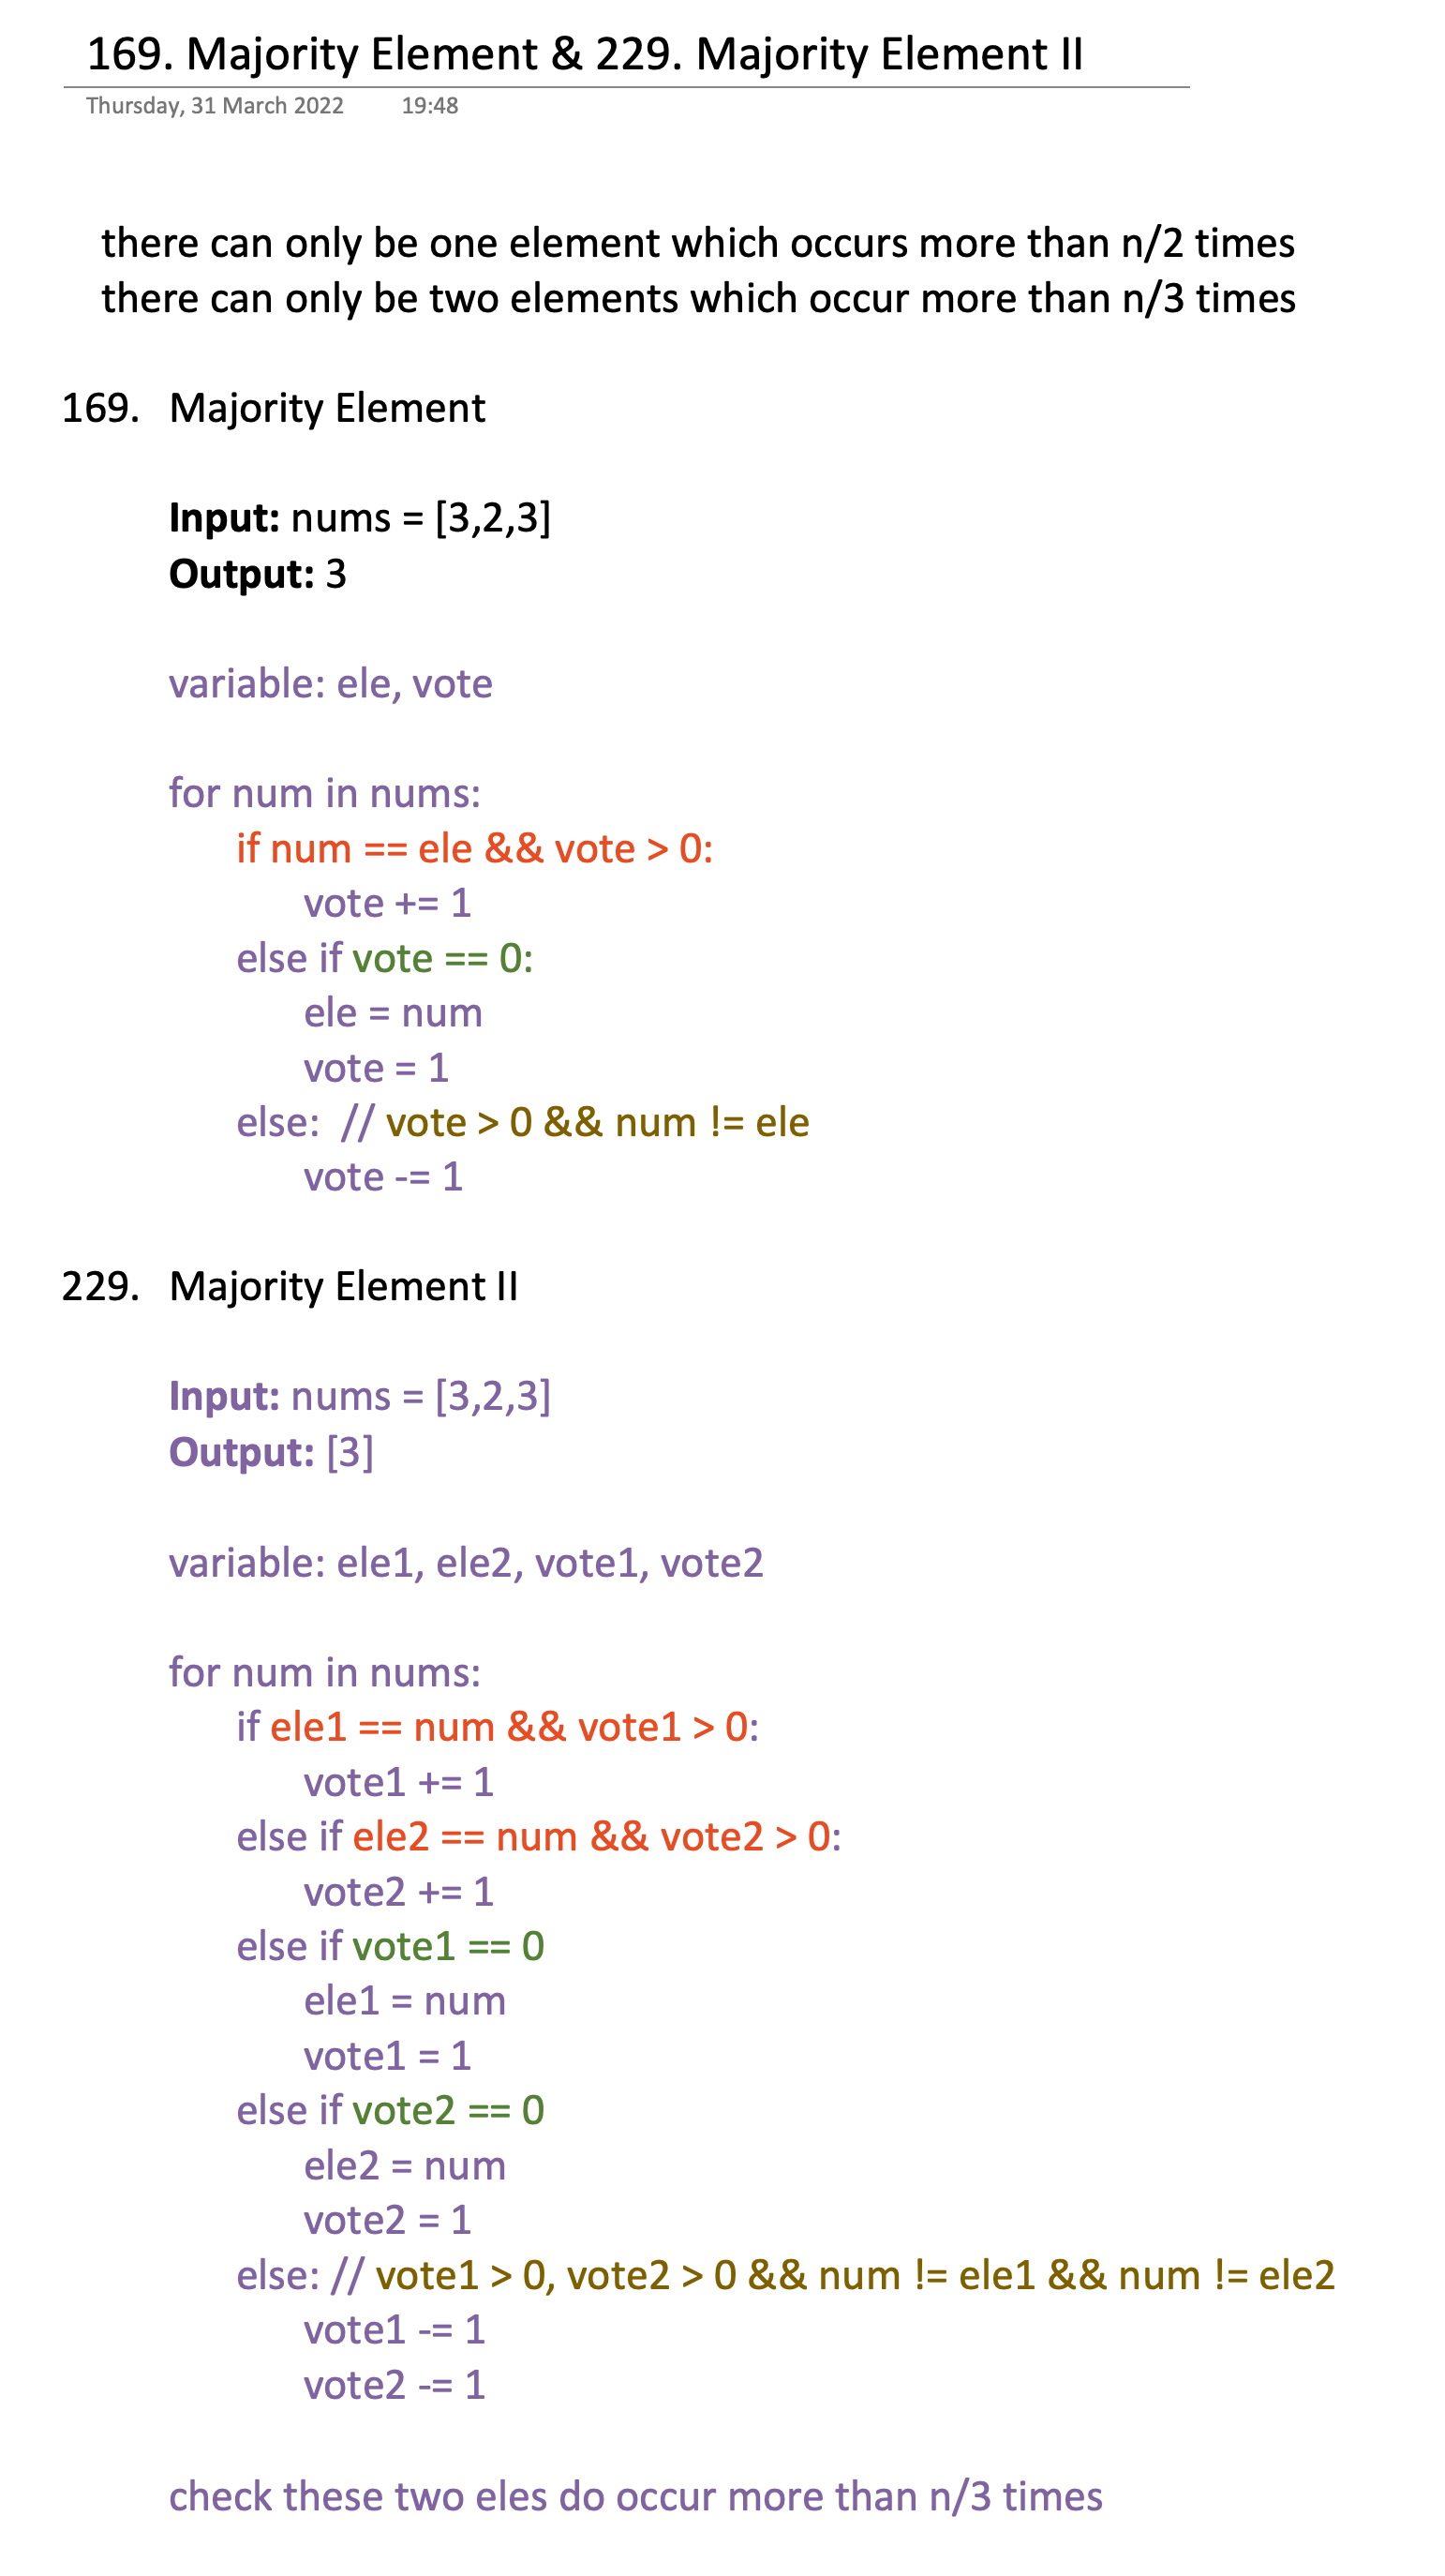 169. Majority Element & 229. Majority Element II
Thursday, 31 March 2022 19:48
there can only be one element which occurs more than n/2 times
there can only be two elements which occur more than n/3 times
169. Majority Element
Input: nums = [3,2,3]
Output: 3
variable: ele, vote
for num in nums:
if num == ele && vote > 0:
vote += 1
else if vote == 0:
ele = num
vote = 1
else: // vote > 0 && num != ele
vote -= 1
229. Majority Element II
Input: nums = [3,2,3]
Output: [3]
variable: ele1, ele2, vote1, vote2
for num in nums:
if ele1 == num && vote1 > 0:
vote1 += 1
else if ele2 == num && vote2 > 0:
vote2 += 1
else if vote1 == 0
ele1 = num
vote1 = 1
else if vote2 == 0
ele2 = num
vote2 = 1
else: // vote1 > 0, vote2 > 0 && num != ele1 && num != ele2
vote1 -= 1
vote2 -= 1
check these two eles do occur more than n/3 times